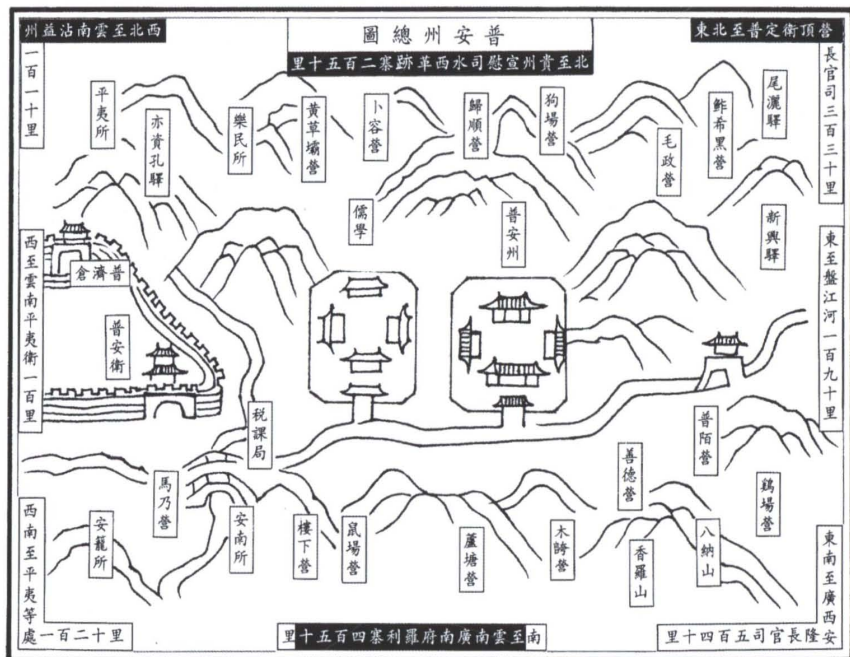 普安州總圖
北至貴州宣慰司水西革跡寨二百五十里
東北至普定衛頂營
長官司三百三十里
東至盤江河一百九十里
東南至廣西安
隆長官司五百四十里
南至雲南廣南府羅利寨四百五十里
西南至平夷等
處一百二十里
西至雲南平夷衛一百里
西北至雲南沾益州
一百一十里
尾灑驛
鮓希黑營
毛政營
狗場營
歸順營
卜容營
黃草壩營
樂民所
亦資孔驛
平夷所
新興驛
普安州
儒學
普濟倉
普安衛
稅課局
普陌營
鷄場營
善德營
八納山
香羅山
木誇營
蘆塘營
鼠場營
樓下營
安南所
馬乃營
安籠所